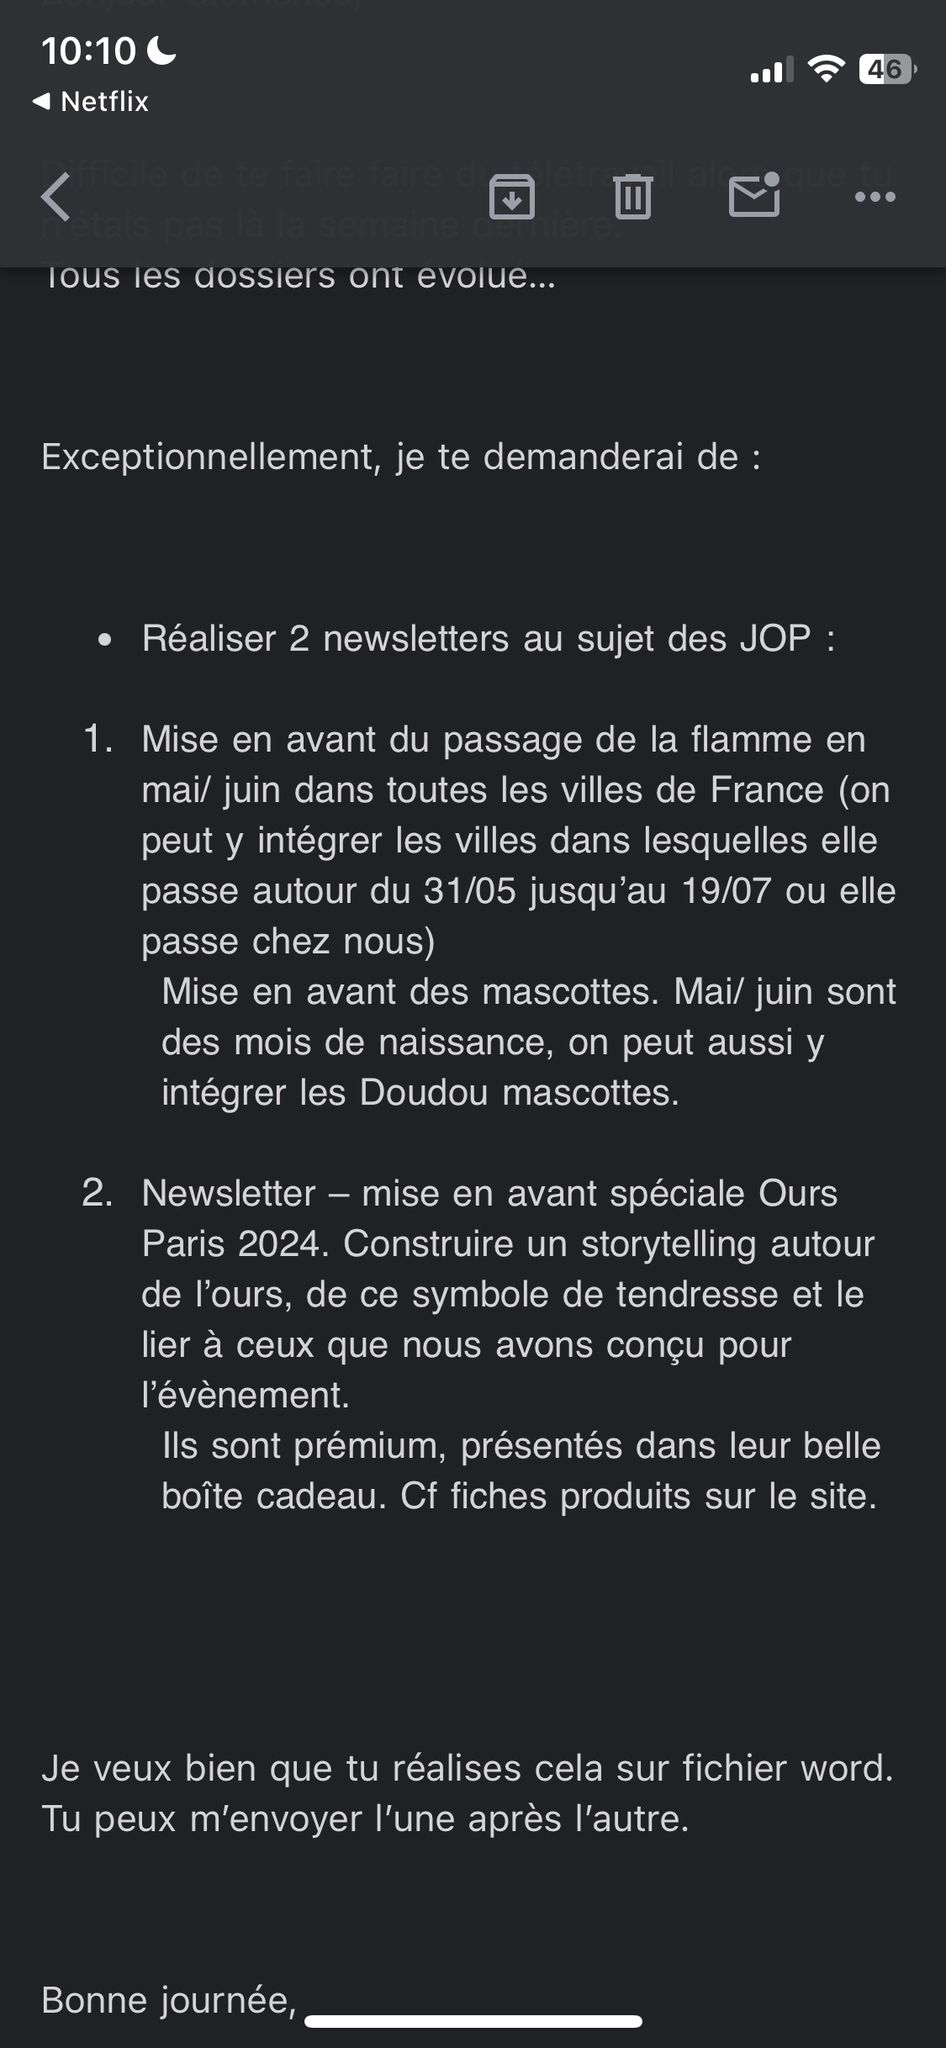 10:10
46
Netflix
Difficile de te faire faire du télétravail alors que tu
n'étais pas là la semaine dernière.
Tous les dossiers ont évolué...
Exceptionnellement, je te demanderai de :
• Réaliser 2 newsletters au sujet des JOP :
1. Mise en avant du passage de la flamme en
mai/ juin dans toutes les villes de France (on
peut y intégrer les villes dans lesquelles elle
passe autour du 31/05 jusqu’au 19/07 ou elle
passe chez nous)
Mise en avant des mascottes. Mai/ juin sont
des mois de naissance, on peut aussi y
intégrer les Doudou mascottes.
2. Newsletter – mise en avant spéciale Ours
Paris 2024. Construire un storytelling autour
de l’ours, de ce symbole de tendresse et le
lier à ceux que nous avons conçu pour
l’évènement.
Ils sont prémium, présentés dans leur belle
boîte cadeau. Cf fiches produits sur le site.
Je veux bien que tu réalises cela sur fichier word.
Tu peux m’envoyer l’une après l’autre.
Bonne journée,